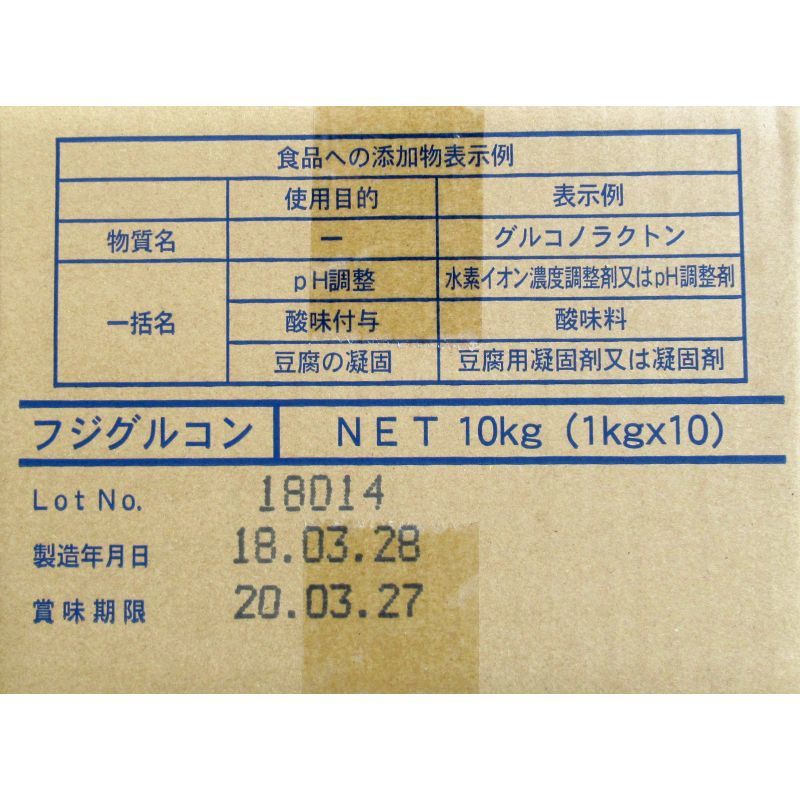 食品への添加物表示例
使用目的 表示例
物質名 ー グルコノラクトン
pH調整 水素イオン濃度調整剤又はpH調整剤
一括名 酸味付与 酸味料
豆腐の凝固 豆腐用凝固剤又は凝固剤
フジグルコン NET 10kg (1kgx10)
Lot No. 18014
製造年月日 18.03.28
賞味期限 20.03.27